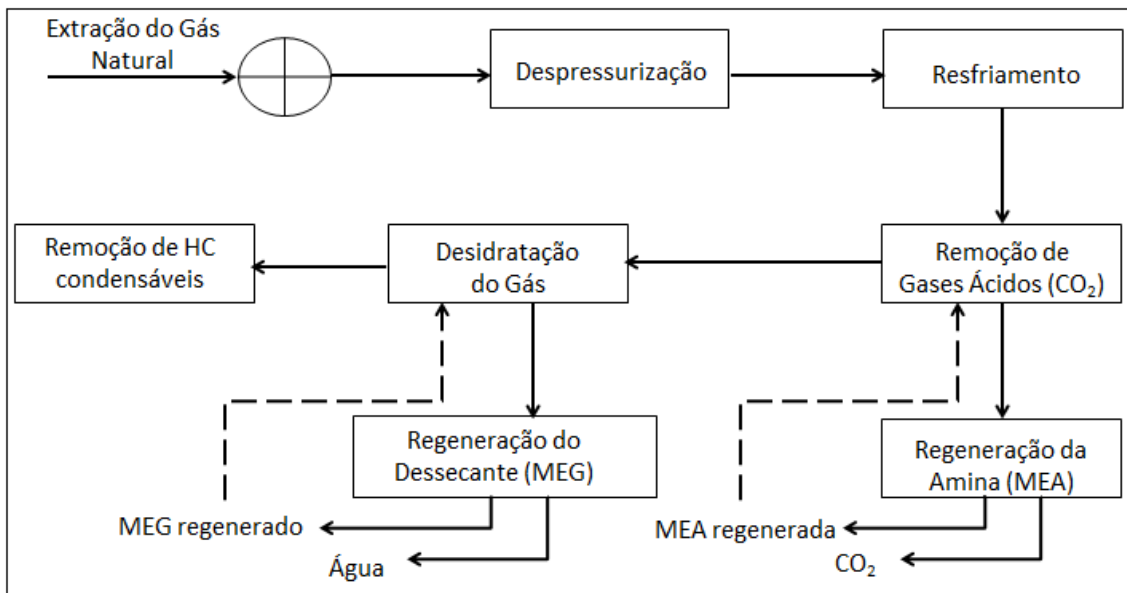 Extração do Gás
Natural
Despressurização
Resfriamento
Remoção de HC
condensáveis
Desidratação
do Gás
Remoção de
Gases Ácidos (CO₂)
Regeneração do
Dessecante (MEG)
Regeneração da
Amina (MEA)
MEG regenerado
Água
MEA regenerada
CO₂